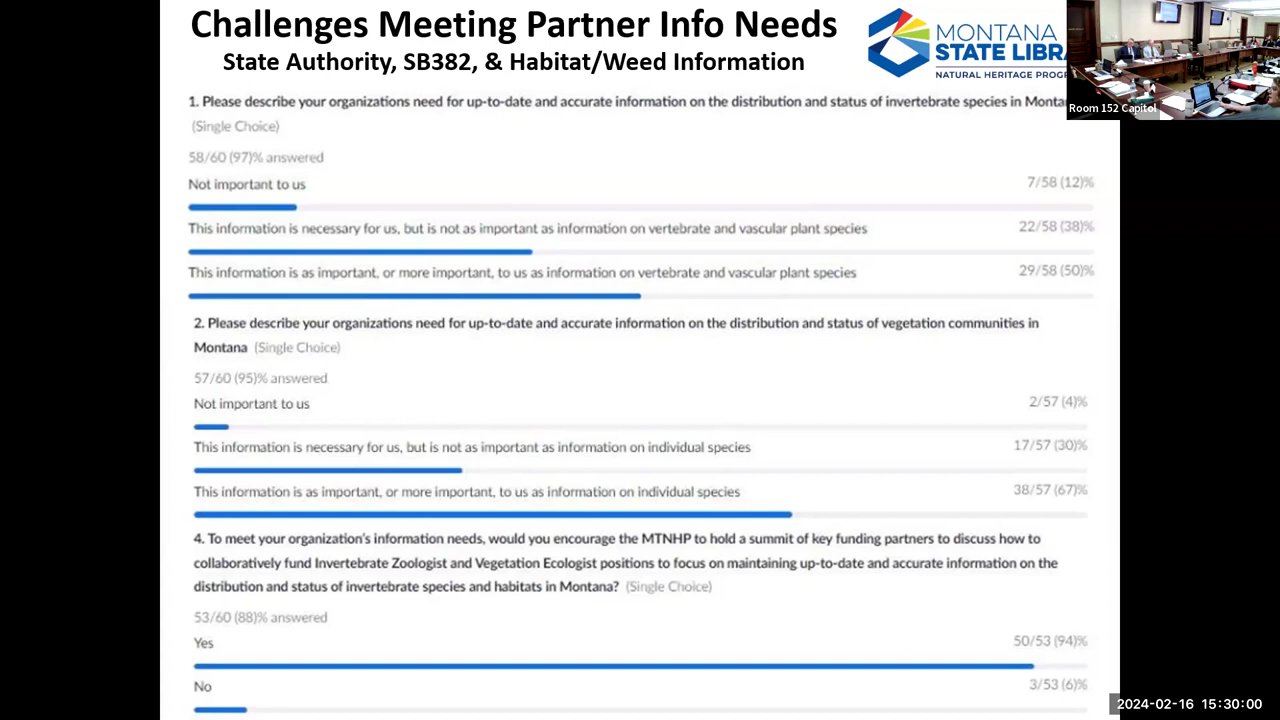 Challenges Meeting Partner Info Needs
State Authority, SB382, & Habitat/Weed Information
MONTANA
STATE LIBR
NATURAL HERITAGE PROG
Room 152 Capitol
1. Please describe your organizations need for up-to-date and accurate information on the distribution and status of invertebrate species in Monta
(Single Choice)
58/60 (97)% answered
Not important to us 7/58 (12)%
This information is necessary for us, but is not as important as information on vertebrate and vascular plant species 22/58 (38)%
This information is as important, or more important, to us as information on vertebrate and vascular plant species 29/58 (50)%
2. Please describe your organizations need for up-to-date and accurate information on the distribution and status of vegetation communities in
Montana (Single Choice)
57/60 (95)% answered
Not important to us 2/57 (4)%
This information is necessary for us, but is not as important as information on individual species 17/57 (30)%
This information is as important, or more important, to us as information on individual species 38/57 (67)%
4. To meet your organization's information needs, would you encourage the MTNHP to hold a summit of key funding partners to discuss how to
collaboratively fund Invertebrate Zoologist and Vegetation Ecologist positions to focus on maintaining up-to-date and accurate information on the
distribution and status of invertebrate species and habitats in Montana? (Single Choice)
53/60 (88)% answered
Yes 50/53 (94)%
No 3/53 (6)%
2024-02-16 15:30:00